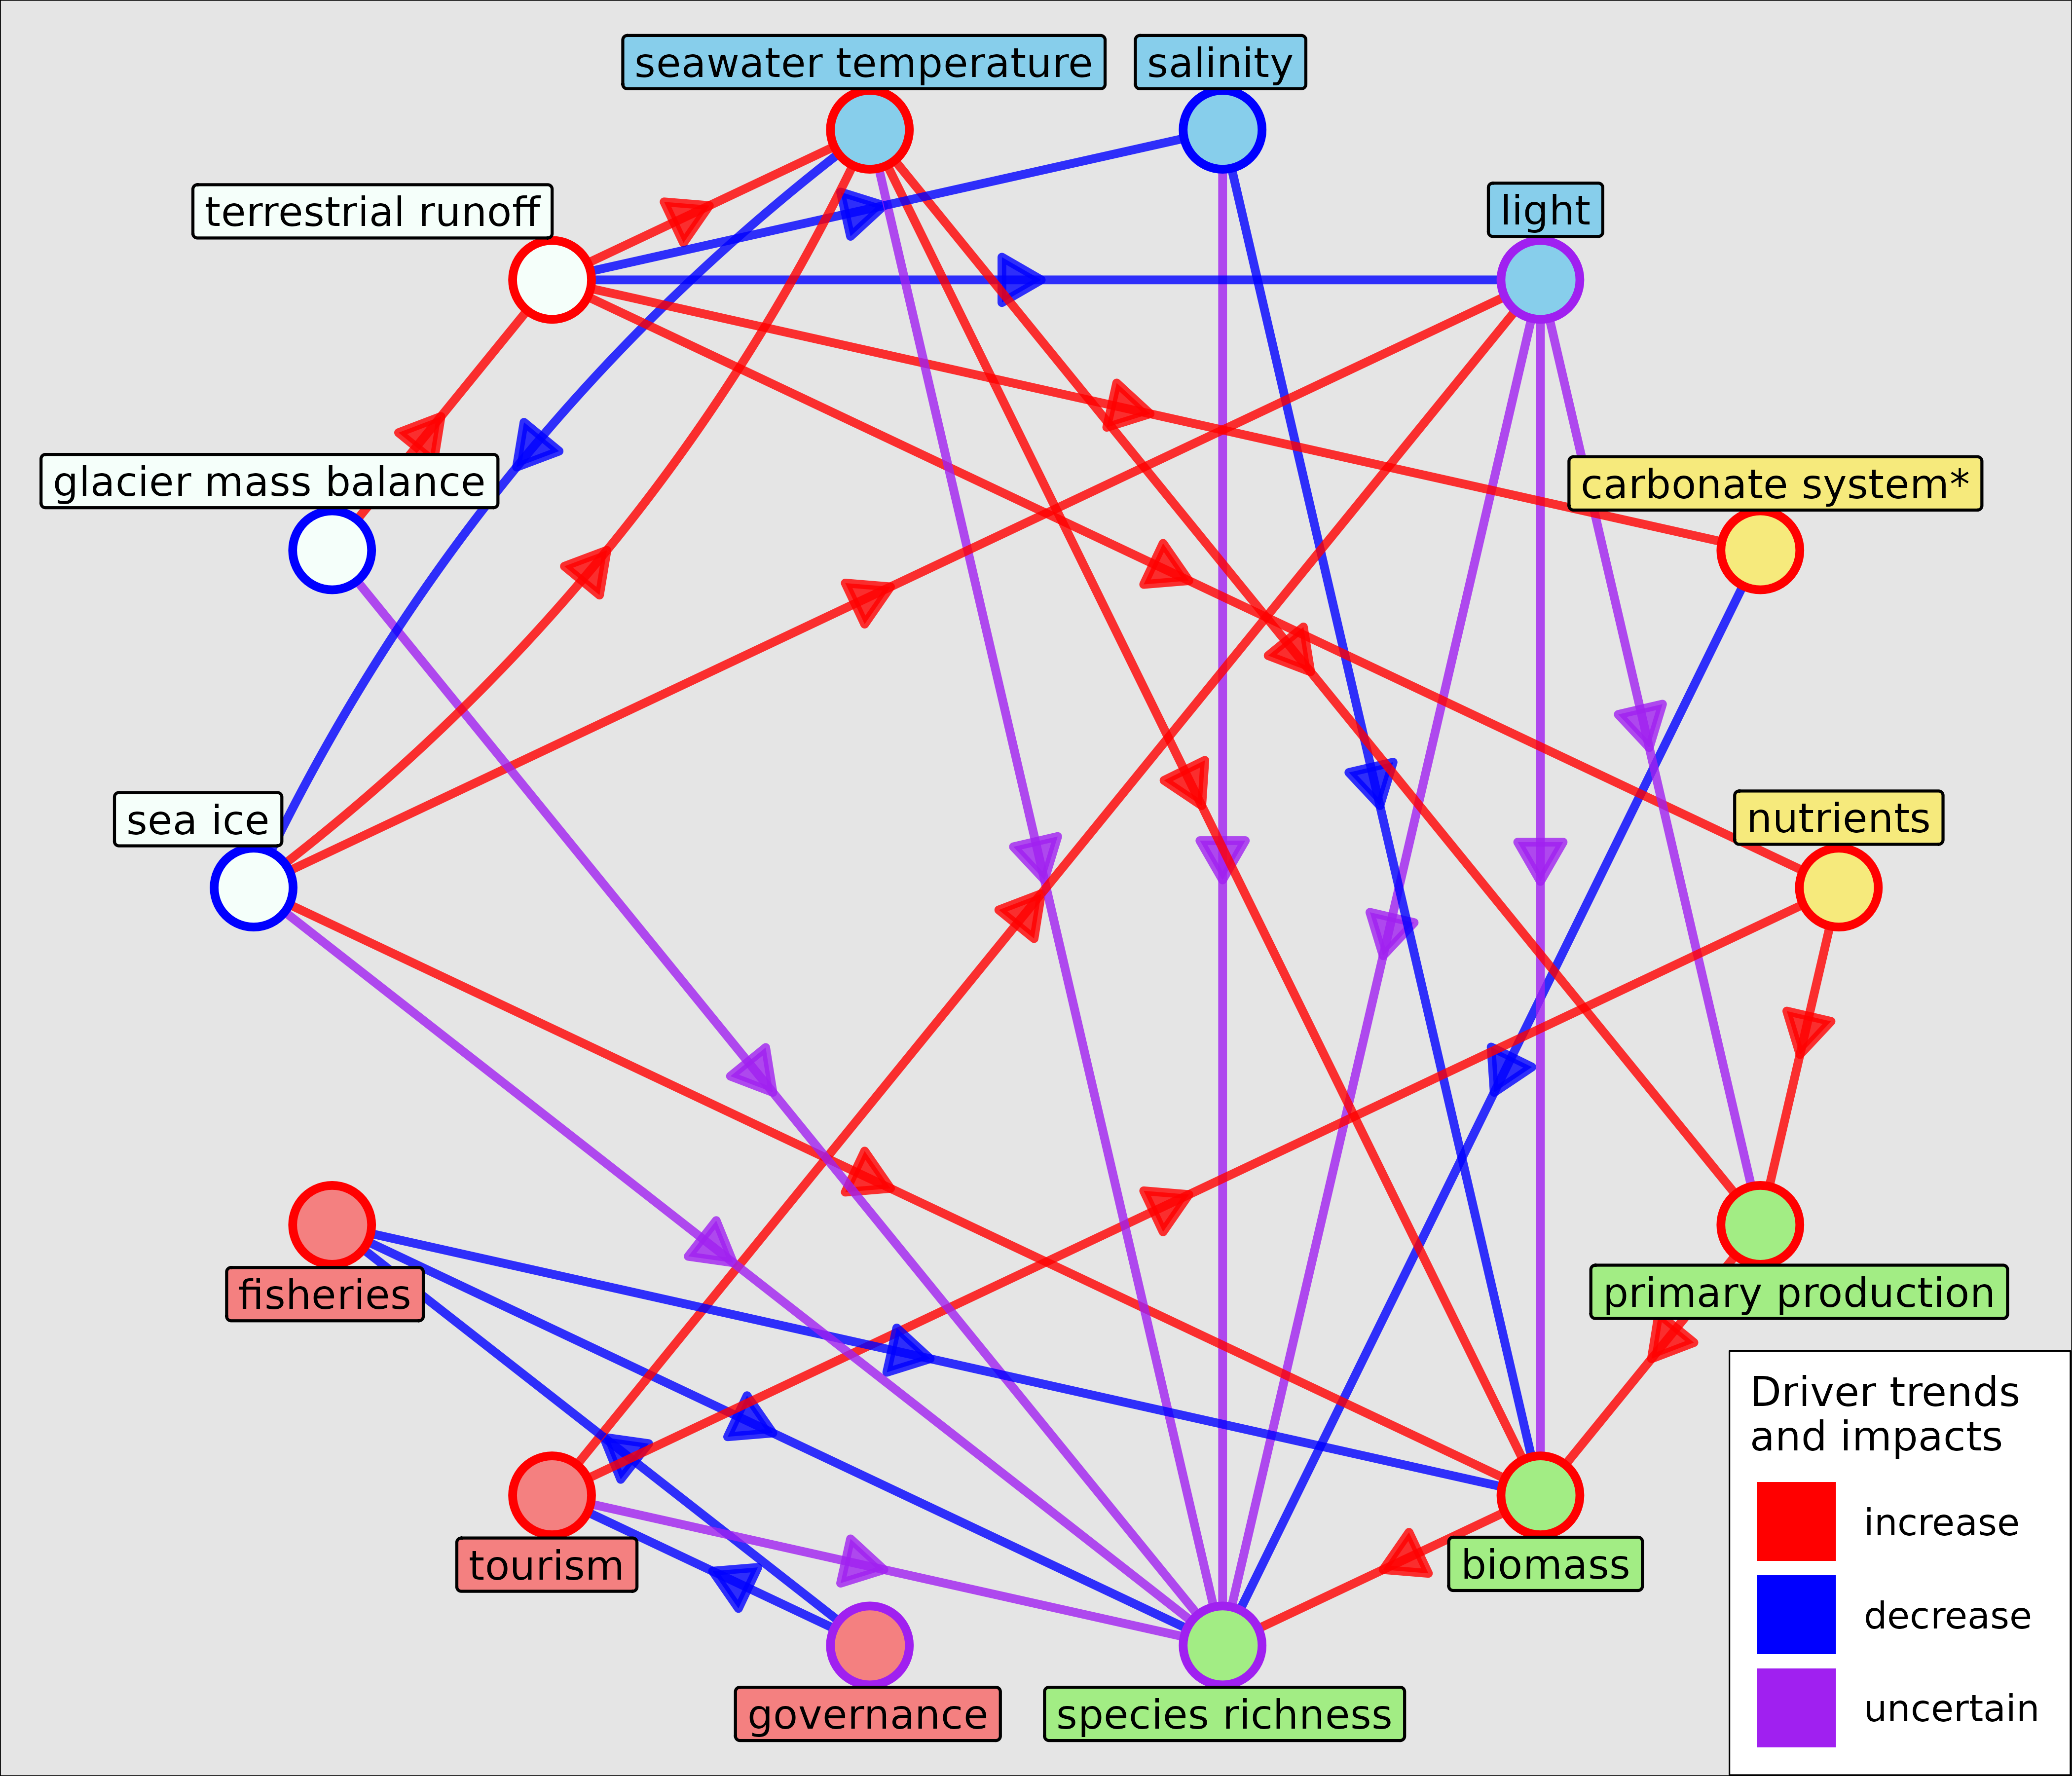 seawater temperature
salinity
terrestrial runoff
light
glacier mass balance
carbonate system*
sea ice
nutrients
fisheries
primary production
tourism
biomass
governance
species richness
Driver trends
and impacts
increase
decrease
uncertain